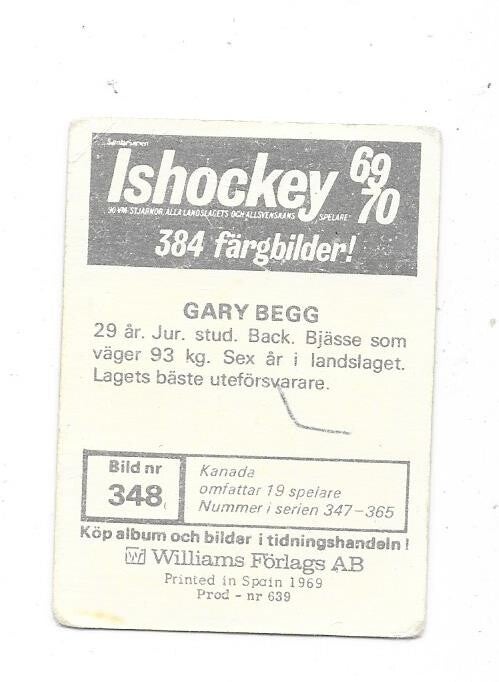 Samlarserien
Ishockey 69
70
90 VM-STJÄRNOR, ALLA LANDSLAGETS OCH ALLSVENSKANS SPELARE
384 färgbilder!
GARY BEGG
29 år. Jur. stud. Back. Bjässe som
väger 93 kg. Sex år i landslaget.
Lagets bäste uteförsvarare.
Bild nr
348
Kanada
omfattar 19 spelare
Nummer i serien 347-365
Köp album och bilder i tidningshandeln!
W Williams Förlags AB
Printed in Spain 1969
Prod - nr 639